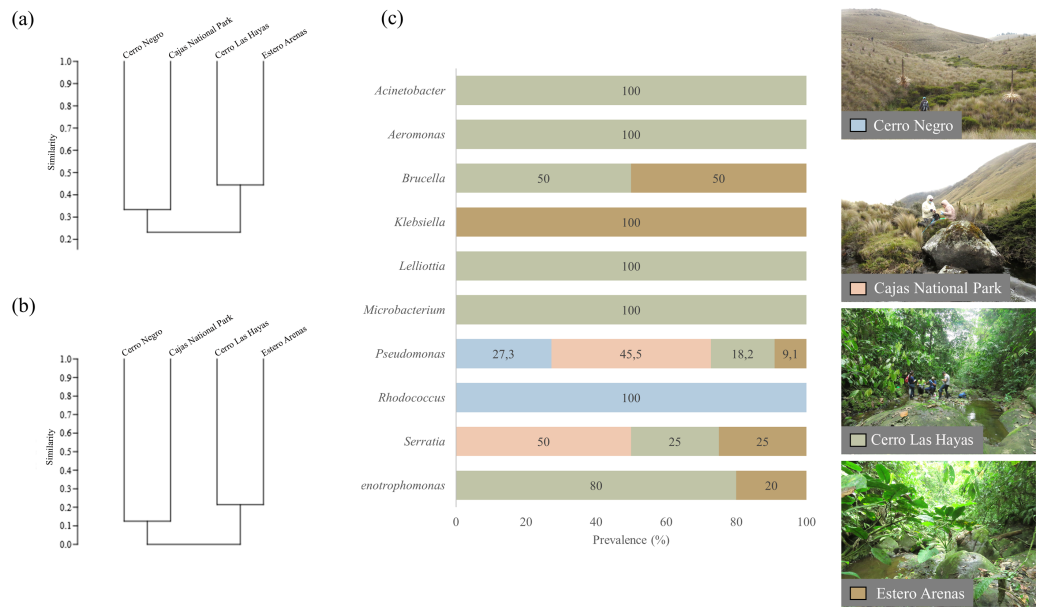 (a)
Cerro Negro
Cajas National Park
Cerro Las Hayas
Estero Arenas
1.0
0.9
0.8
0.7
0.6
0.5
0.4
0.3
0.2
Similarity
(b)
Cerro Negro
Cajas National Park
Cerro Las Hayas
Estero Arenas
1.0
0.9
0.8
0.7
0.6
0.5
0.4
0.3
0.2
0.1
0.0
Similarity
(c)
Acinetobacter 100
Aeromonas 100
Brucella 50 50
Klebsiella 100
Lelliottia 100
Microbacterium 100
Pseudomonas 27,3 45,5 18,2 9,1
Rhodococcus 100
Serratia 50 25 25
enotrophomonas 80 20
0 20 40 60 80 100
Prevalence (%)
Cerro Negro
Cajas National Park
Cerro Las Hayas
Estero Arenas